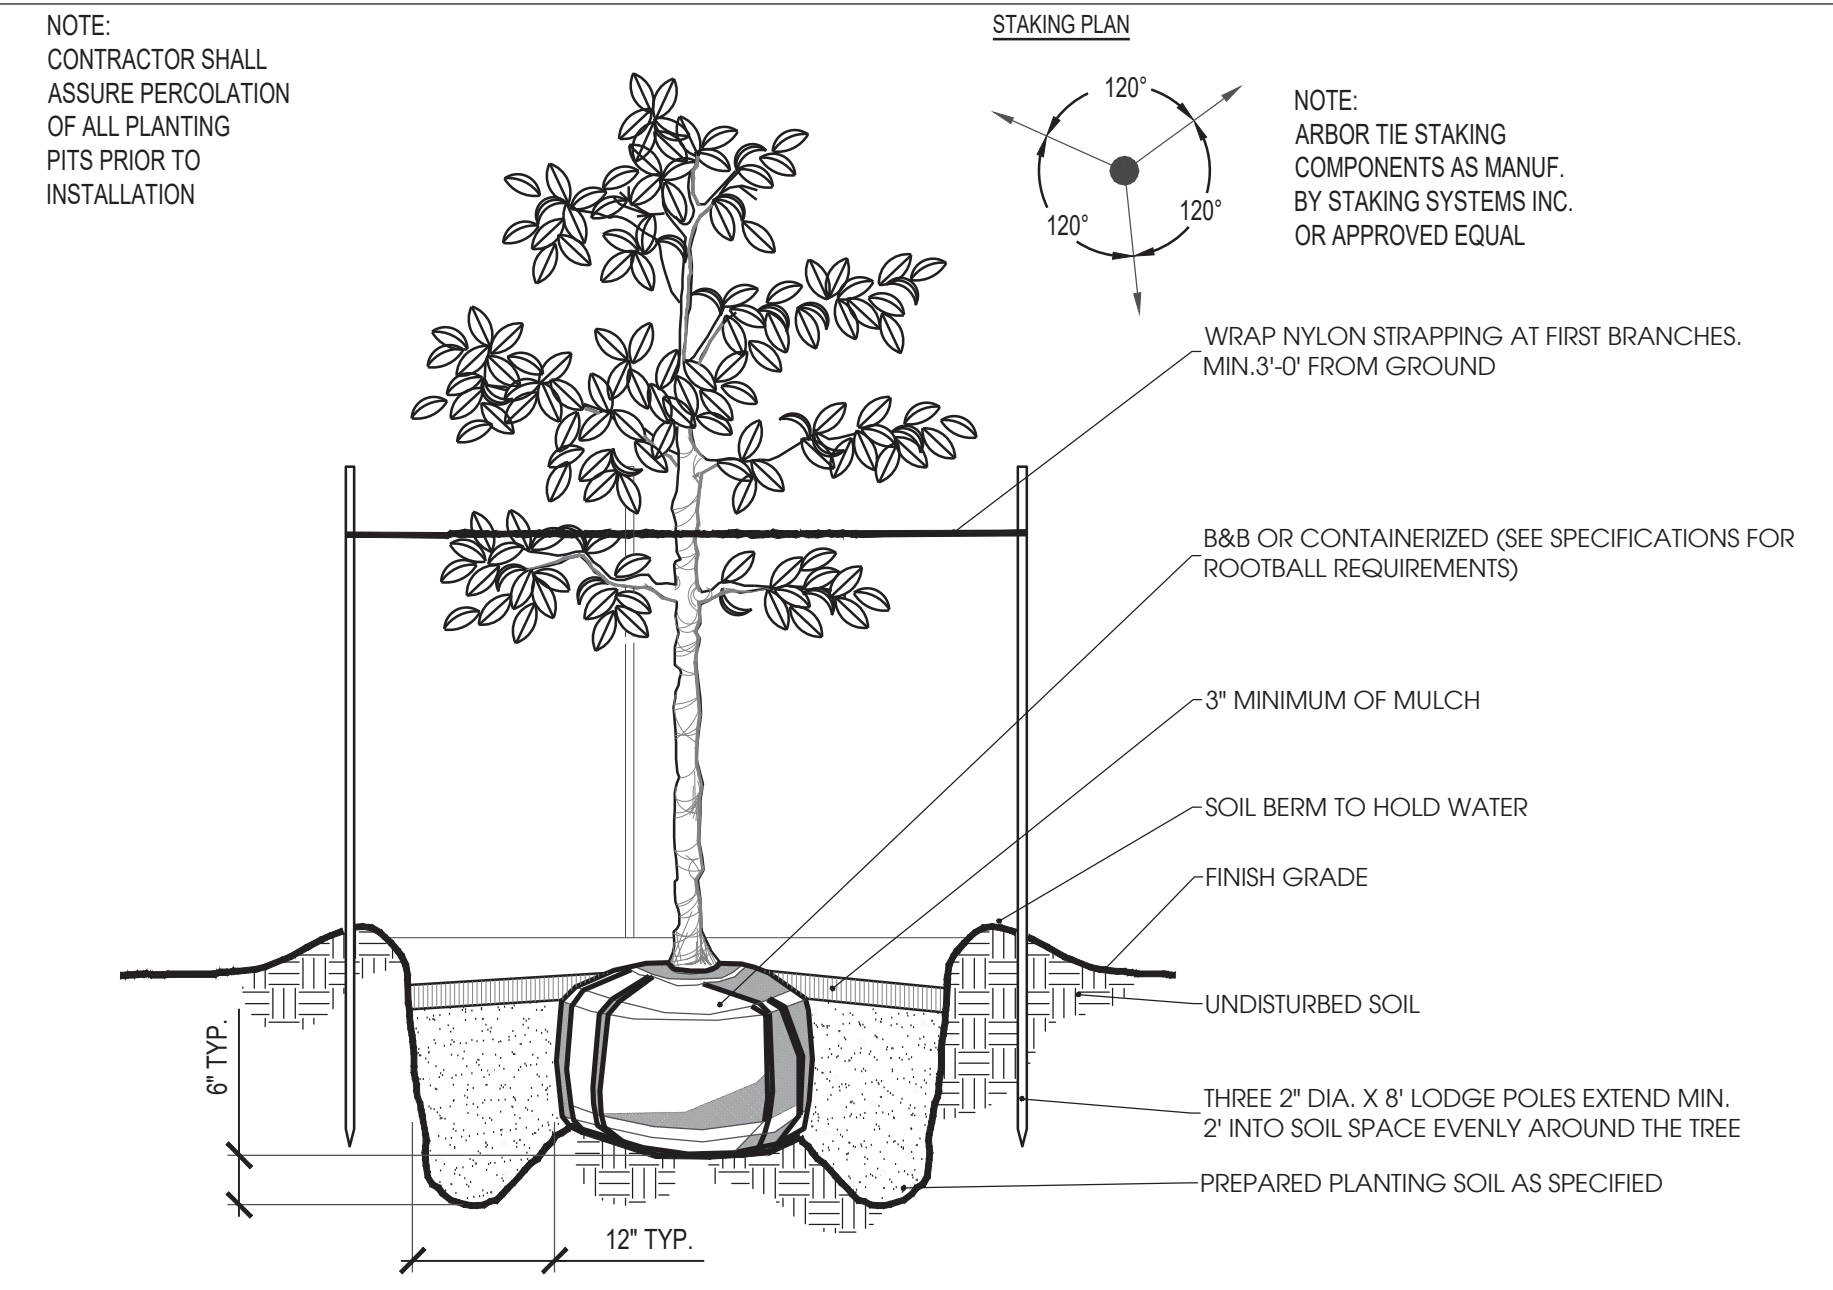 NOTE:
CONTRACTOR SHALL
ASSURE PERCOLATION
OF ALL PLANTING
PITS PRIOR TO
INSTALLATION
STAKING PLAN
120°
120°
120°
NOTE:
ARBOR TIE STAKING
COMPONENTS AS MANUF.
BY STAKING SYSTEMS INC.
OR APPROVED EQUAL
WRAP NYLON STRAPPING AT FIRST BRANCHES.
MIN.3'-0' FROM GROUND
B&B OR CONTAINERIZED (SEE SPECIFICATIONS FOR
ROOTBALL REQUIREMENTS)
3" MINIMUM OF MULCH
SOIL BERM TO HOLD WATER
FINISH GRADE
UNDISTURBED SOIL
THREE 2" DIA. X 8' LODGE POLES EXTEND MIN.
2' INTO SOIL SPACE EVENLY AROUND THE TREE
PREPARED PLANTING SOIL AS SPECIFIED
6" TYP.
12" TYP.